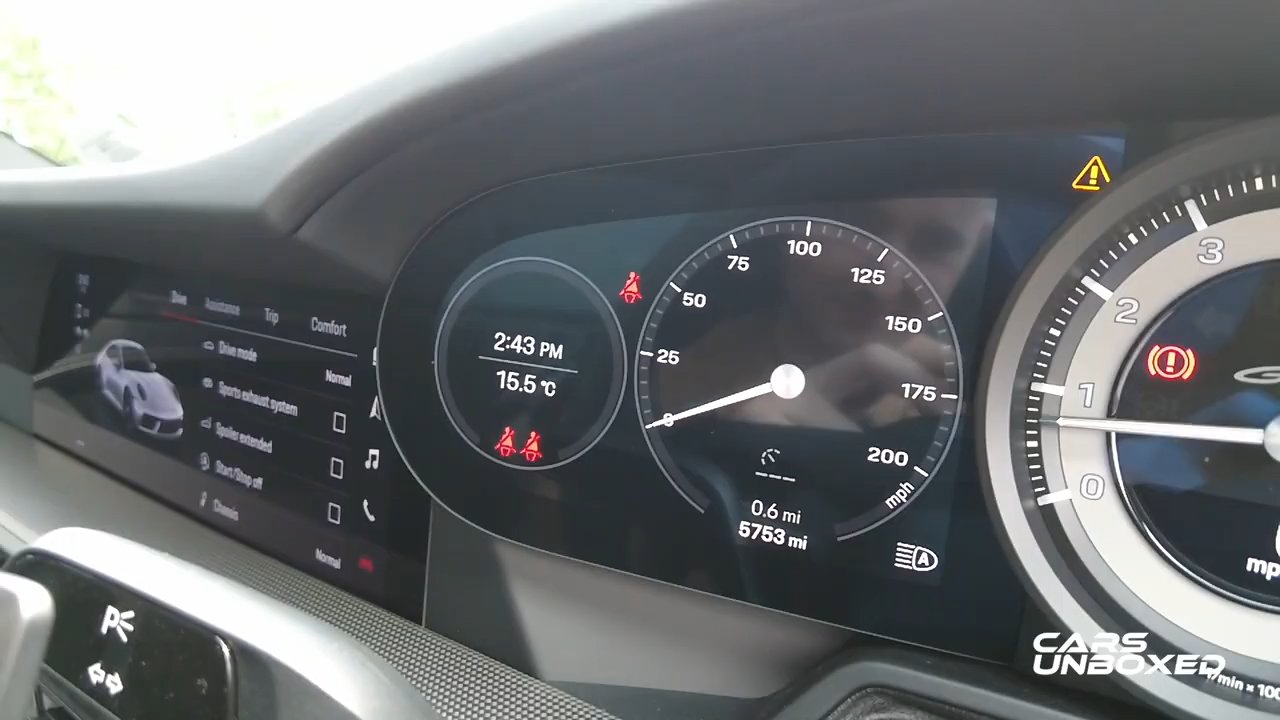 Drive Assistance Trip Comfort
Drive mode
Normal
Sports exhaust system
Spoiler extended
Start/Stop off
Chassis
Normal
2:43 PM
15.5 °C
0 25 50 75 100 125 150 175 200
mph
0.6 mi
5753 mi
A
0 1 2 3
P
CARS
UNBOXED